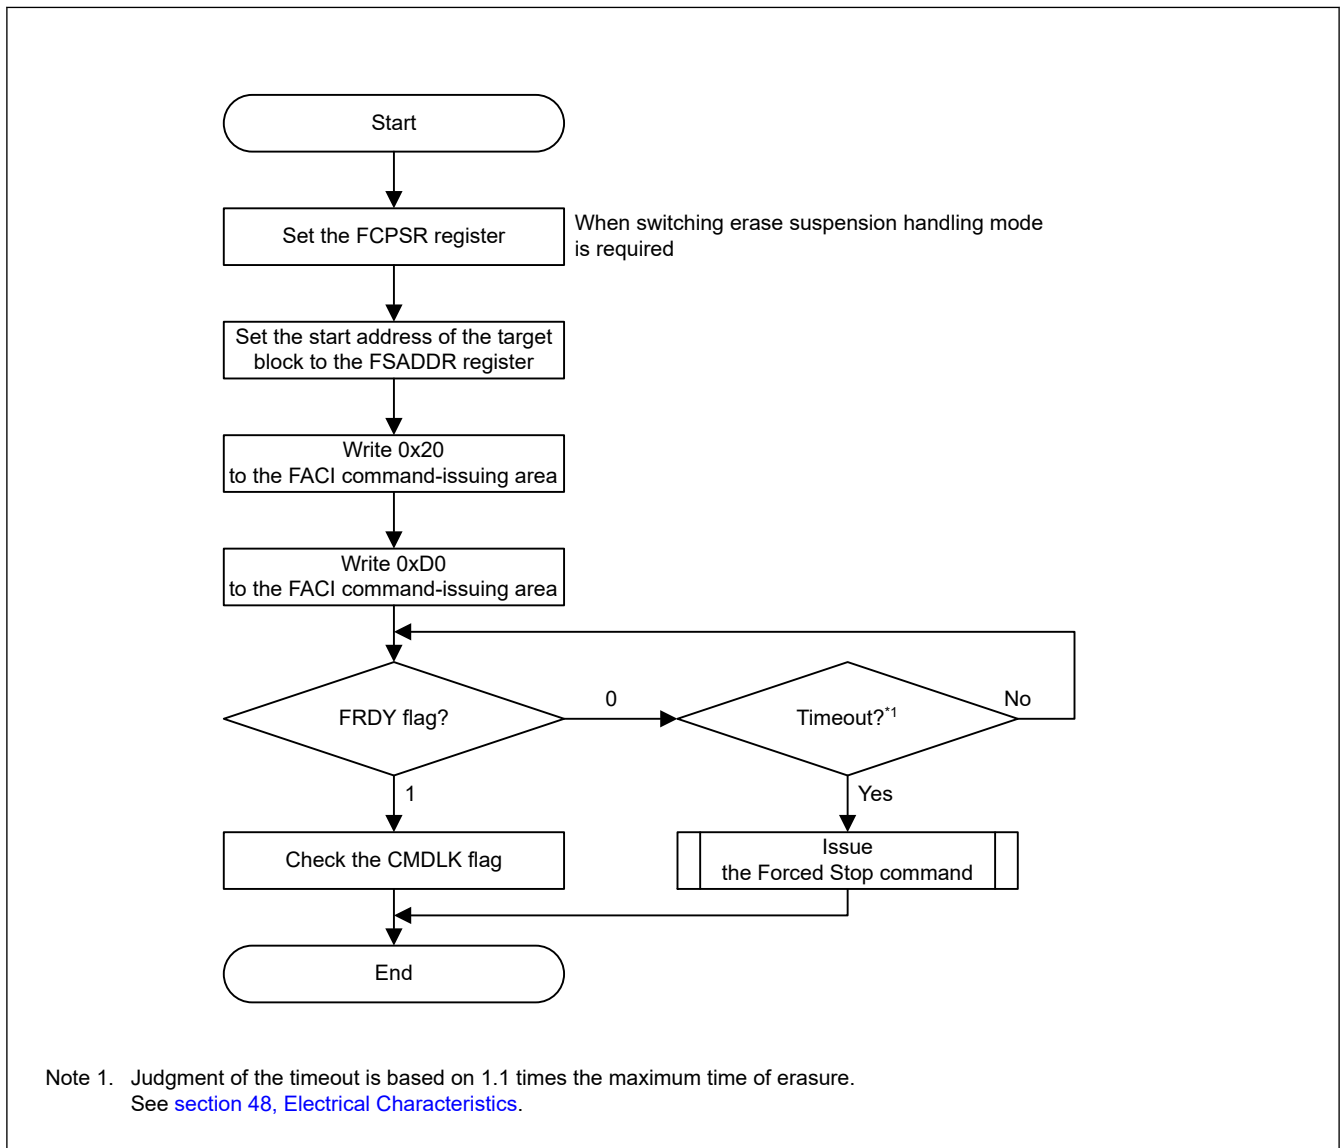 Start
Set the FCPSR register
When switching erase suspension handling mode
is required
Set the start address of the target
block to the FSADDR register
Write 0x20
to the FACI command-issuing area
Write 0xD0
to the FACI command-issuing area
FRDY flag?
0
Timeout?*1
No
1
Yes
Check the CMDLK flag
Issue
the Forced Stop command
End
Note 1. Judgment of the timeout is based on 1.1 times the maximum time of erasure.
See section 48, Electrical Characteristics.